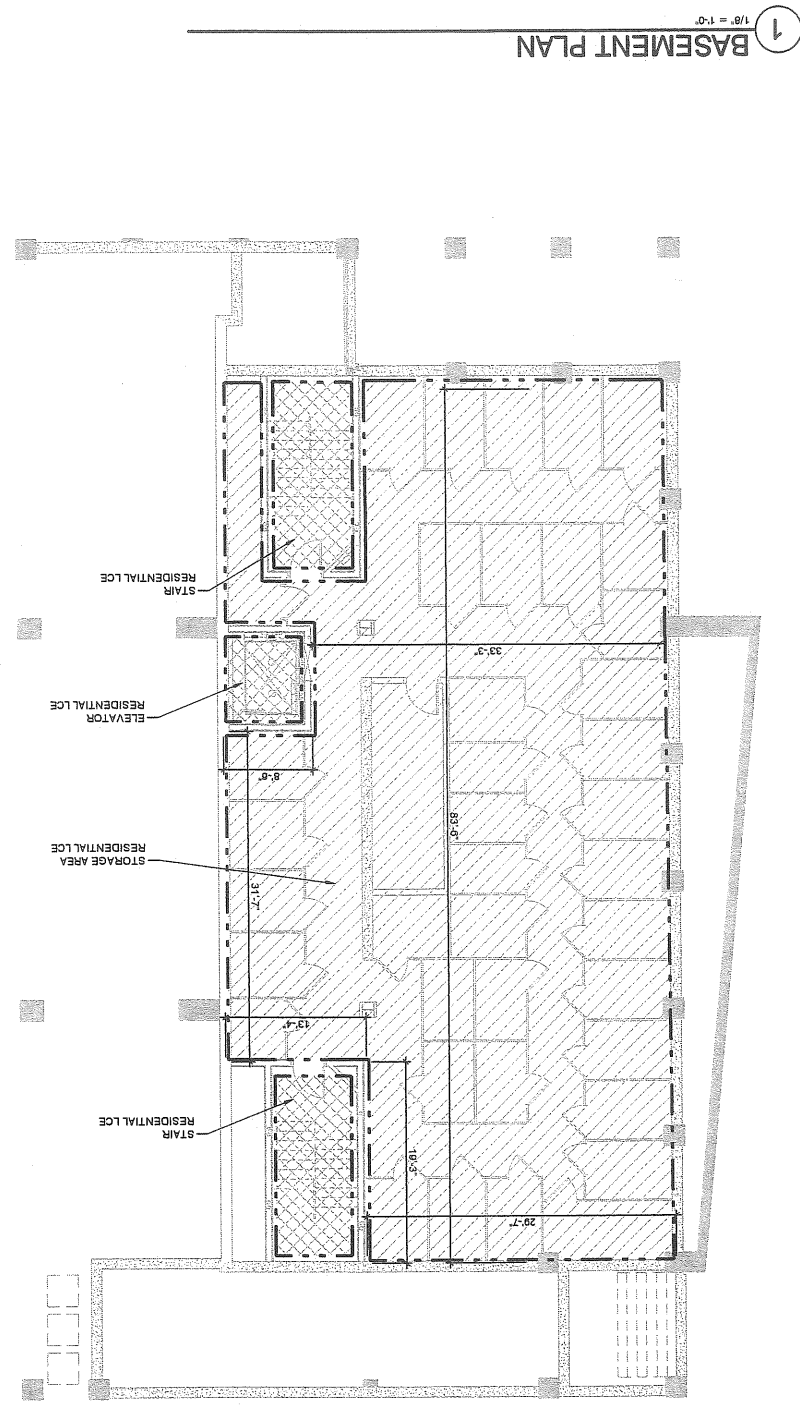 29'-7"
19'-3"
STAIR
RESIDENTIAL LCE
13'-4"
31'-7"
STORAGE AREA
RESIDENTIAL LCE
83'-6"
8'-6"
ELEVATOR
RESIDENTIAL LCE
33'-3"
STAIR
RESIDENTIAL LCE
1
BASEMENT PLAN
1/8" = 1'-0"